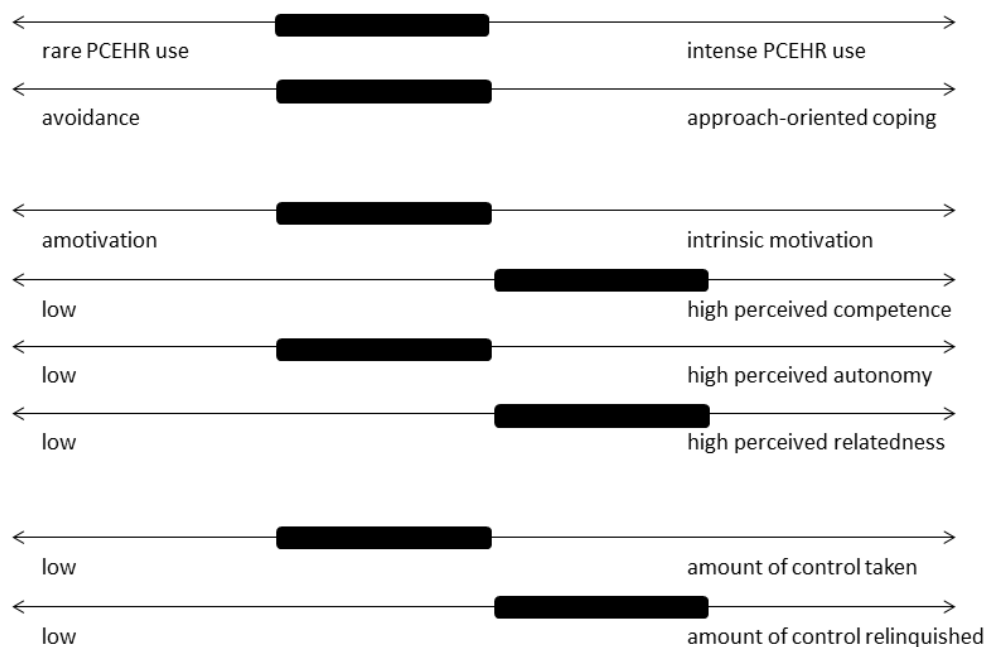 rare PCEHR use intense PCEHR use
avoidance approach-oriented coping
amotivation intrinsic motivation
low high perceived competence
low high perceived autonomy
low high perceived relatedness
low amount of control taken
low amount of control relinquished